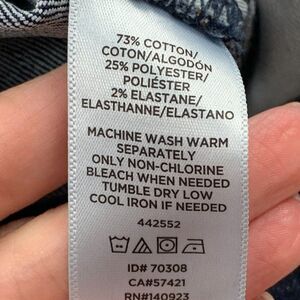 73% COTTON/
COTON/ALGODÓN
25% POLYESTER/
POLIÉSTER
2% ELASTANE/
ELASTHANNE/ELASTANO
MACHINE WASH WARM
SEPARATELY
ONLY NON-CHLORINE
BLEACH WHEN NEEDED
TUMBLE DRY LOW
COOL IRON IF NEEDED
442552
ID# 70308
CA#57421
RN#140923